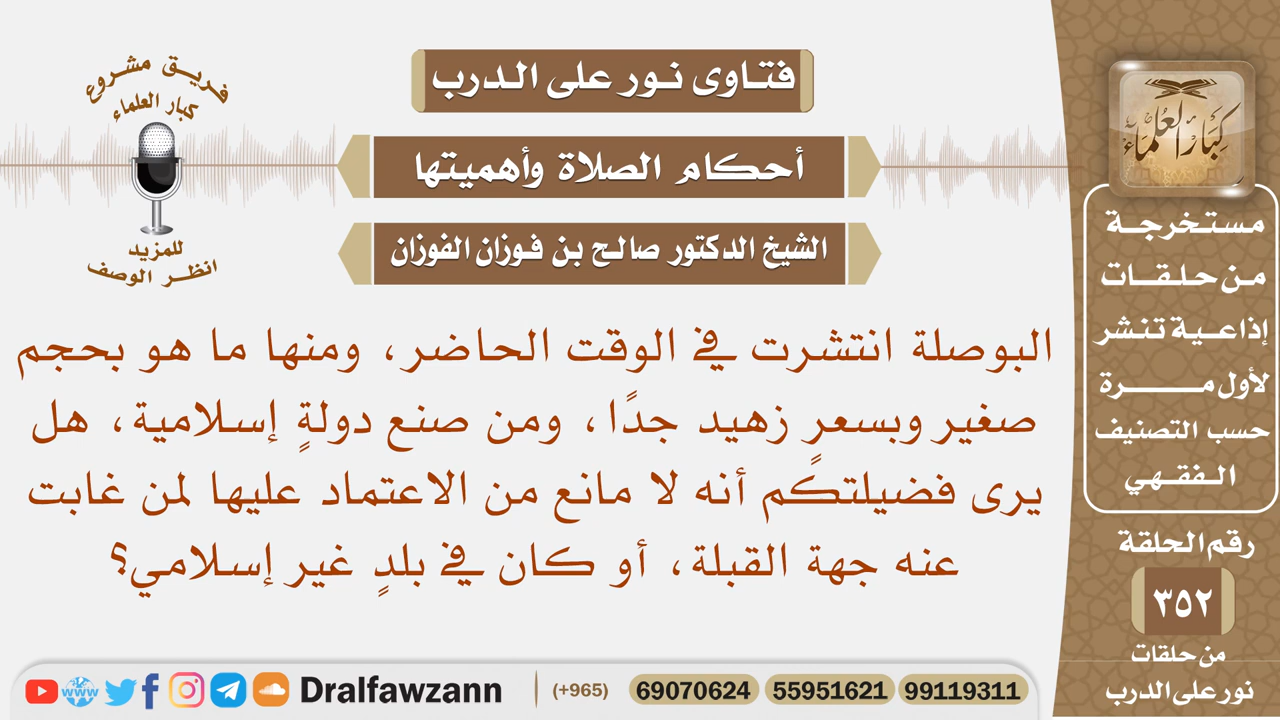 فتاوى نور على الدرب
أحكام الصلاة وأهميتها
الشيخ الدكتور صالح بن فوزان الفوزان
فريق مشروع
كبار العلماء
للمزيد
انظر الوصف
البوصلة انتشرت في الوقت الحاضر، ومنها ما هو بحجم
صغير وبسعرٍ زهيد جدًا، ومن صنع دولةٍ إسلامية، هل
يرى فضيلتكم أنه لا مانع من الاعتماد عليها لمن غابت
عنه جهة القبلة، أو كان في بلدٍ غير إسلامي؟
كبار العلماء
مستخرجة
من حلقات
إذاعية تنشر
لأول مرة
حسب التصنيف
الفقهي
رقم الحلقة
٣٥٢
من حلقات
نور على الدرب
www Dralfawzann (+965) 69070624 55951621 99119311